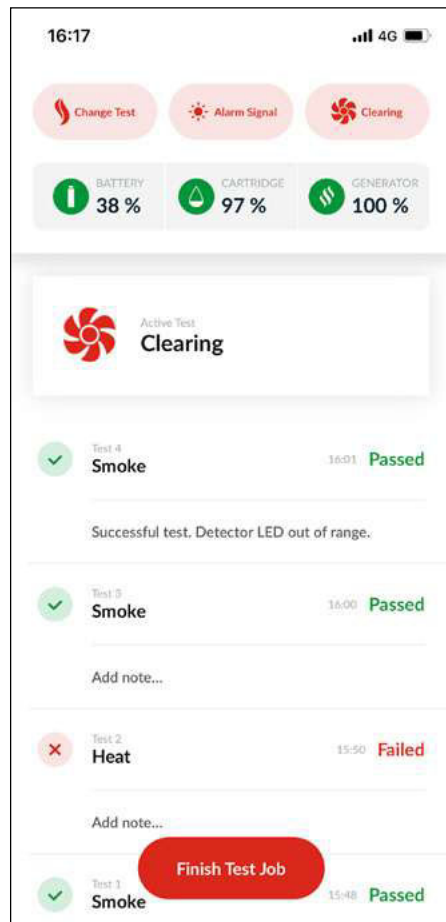 16:17
4G
Change Test
Alarm Signal
Clearing
BATTERY
38 %
CARTRIDGE
97 %
GENERATOR
100 %
Active Test
Clearing
Test 4
Smoke
16:01 Passed
Successful test. Detector LED out of range.
Test 3
Smoke
16:00 Passed
Add note...
Test 2
Heat
15:50 Failed
Add note...
Finish Test Job
Test 1
Smoke
15:48 Passed